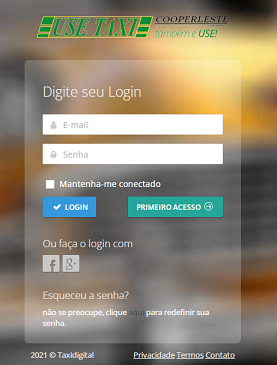 USE TAXI COOPERLESTE
também é USE!
Digite seu Login
E-mail
Senha
Mantenha-me conectado
LOGIN PRIMEIRO ACESSO
Ou faça o login com
f g+
Esqueceu a senha?
não se preocupe, clique aqui para redefinir sua
senha.
2021 © Taxidigital Privacidade Termos Contato